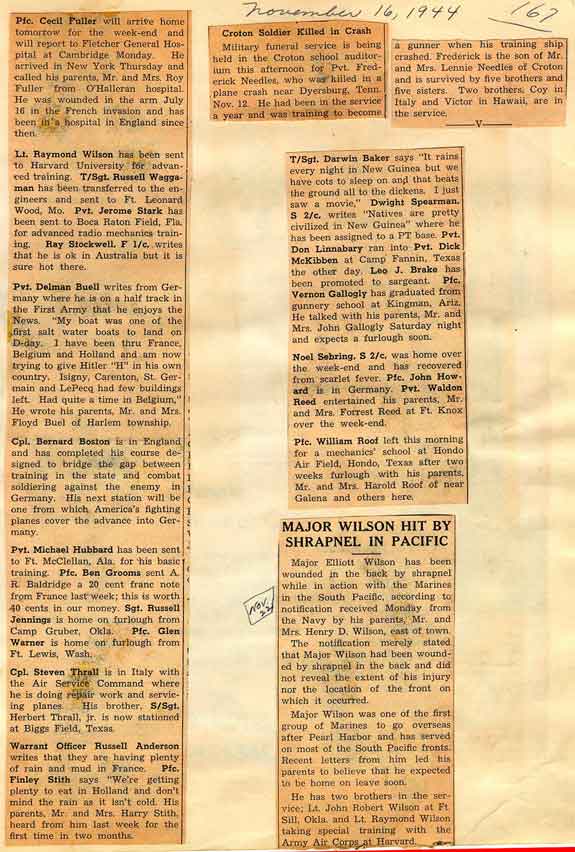 November 16, 1944
167
Pfc. Cecil Fuller will arrive home
tomorrow for the week-end and
will report to Fletcher General Hos-
pital at Cambridge Monday. He
arrived in New York Thursday and
called his parents, Mr. and Mrs. Roy
Fuller from O'Halleran hospital.
He was wounded in the arm July
16 in the French invasion and has
been in a hospital in England since
then.
Lt. Raymond Wilson has been sent
to Harvard University for advan-
ced training. T/Sgt. Russell Wagga-
man has been transferred to the en-
gineers and sent to Ft. Leonard
Wood, Mo. Pvt. Jerome Stark has
been sent to Boca Raton Field, Fla.
for advanced radio mechanics train-
ing. Ray Stockwell, F 1/c, writes
that he is ok in Australia but it is
sure hot there.
Pvt. Delman Buell writes from Ger-
many where he is on a half track in
the First Army that he enjoys the
News. "My boat was one of the
first salt water boats to land on
D-day. I have been thru France,
Belgium and Holland and am now
trying to give Hitler "H" in his own
country. Isigny, Carenton, St. Ger-
main and LePecq had few buildings
left. Had quite a time in Belgium,"
He wrote his parents, Mr. and Mrs.
Floyd Buel of Harlem township.
Cpl. Bernard Boston is in England
and has completed his course de-
signed to bridge the gap between
training in the state and combat
soldiering against the enemy in
Germany. His next station will be
one from which America's fighting
planes cover the advance into Ger-
many.
Pvt. Michael Hubbard has been sent
to Ft. McClellan, Ala. for his basic
training. Pfc. Ben Grooms sent A.
R. Baldridge a 20 cent franc note
from France last week; this is worth
40 cents in our money. Sgt. Russell
Jennings is home on furlough from
Camp Gruber, Okla. Pfc. Glen
Warner is home on furlough from
Ft. Lewis, Wash.
Cpl. Steven Thrall is in Italy with
the Air Service Command where
he is doing repair work and servic-
ing planes. His brother, S/Sgt.
Herbert Thrall, jr. is now stationed
at Biggs Field, Texas.
Warrant Officer Russell Anderson
writes that they are having plenty
of rain and mud in France. Pfc.
Finley Stith says "We're getting
plenty to eat in Holland and don't
mind the rain as it isn't cold. His
parents, Mr. and Mrs. Harry Stith,
heard from him last week for the
first time in two months.
Croton Soldier Killed in Crash
Military funeral service is being
held in the Croton school auditor-
ium this afternoon for Pvt. Fred-
erick Needles, who was killed in a
plane crash near Dyersburg, Tenn.
Nov. 12. He had been in the service
a year and was training to become
a gunner when his training ship
crashed. Frederick is the son of Mr.
and Mrs. Lennie Needles of Croton
and is survived by five brothers and
five sisters. Two brothers, Coy in
Italy and Victor in Hawaii, are in
the service.
V
T/Sgt. Darwin Baker says "It rains
every night in New Guinea but we
have cots to sleep on and that beats
the ground all to the dickens. I just
saw a movie," Dwight Spearman,
S 2/c, writes "Natives are pretty
civilized in New Guinea" where he
has been assigned to a PT base. Pvt.
Don Linnabary ran into Pvt. Dick
McKibben at Camp Fannin, Texas
the other day. Leo J. Brake has
been promoted to sargeant. Pfc.
Vernon Gallogly has graduated from
gunnery school at Kingman, Ariz.
He talked with his parents, Mr. and
Mrs. John Gallogly Saturday night
and expects a furlough soon.
Noel Sebring, S 2/c, was home over
the week-end and has recovered
from scarlet fever. Pfc. John How-
ard is in Germany. Pvt. Waldon
Reed entertained his parents, Mr.
and Mrs. Forrest Reed at Ft. Knox
over the week-end.
Pfc. William Roof left this morning
for a mechanics' school at Hondo
Air Field, Hondo, Texas after two
weeks furlough with his parents,
Mr. and Mrs. Harold Roof of near
Galena and others here.
Nov. 23
MAJOR WILSON HIT BY
SHRAPNEL IN PACIFIC
Major Elliott Wilson has been
wounded in the back by shrapnel
while in action with the Marines
in the South Pacific, according to
notification received Monday from
the Navy by his parents, Mr. and
Mrs. Henry D. Wilson, east of town.
The notification merely stated
that Major Wilson had been wound-
ed by shrapnel in the back and did
not reveal the extent of his injury
nor the location of the front on
which it occurred.
Major Wilson was one of the first
group of Marines to go overseas
after Pearl Harbor and has served
on most of the South Pacific fronts.
Recent letters from him led his
parents to believe that he expected
to be home on leave soon.
He has two brothers in the ser-
vice; Lt. John Robert Wilson at Ft
Sill, Okla. and Lt. Raymond Wilson
taking special training with the
Army Air Corps at Harvard.